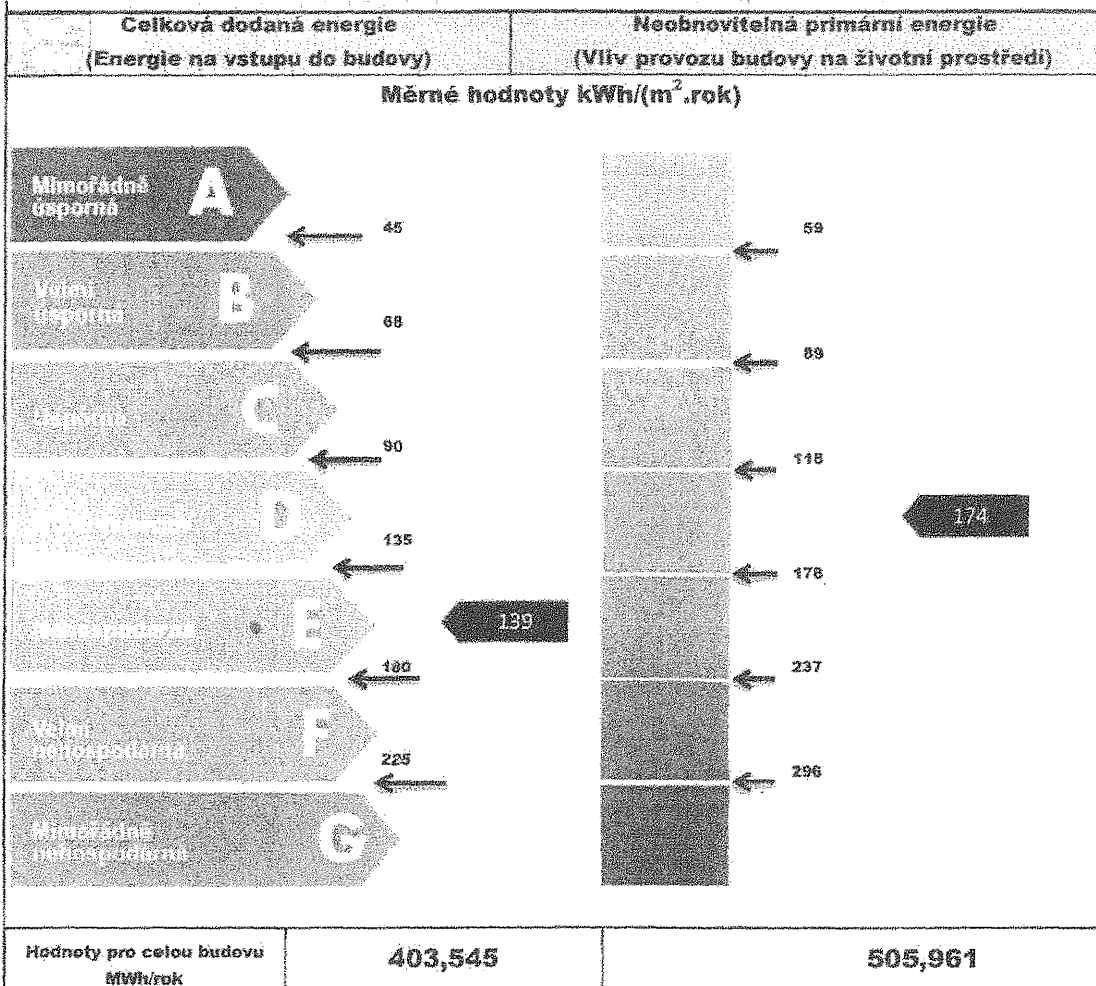 Celková dodaná energie
(Energie na vstupu do budovy)
Neobnovitelná primární energie
(Vliv provozu budovy na životní prostředí)
Měrné hodnoty kWh/(m².rok)
Mimořádně
úsporná
A
45
59
Velmi
úsporná
B
68
89
Úsporná
C
90
118
D
135
174
178
Nehospodárná
E
139
180
237
Velmi
nehospodárná
F
225
296
Mimořádně
nehospodárná
G
Hodnoty pro celou budovu
MWh/rok
403,545
505,961